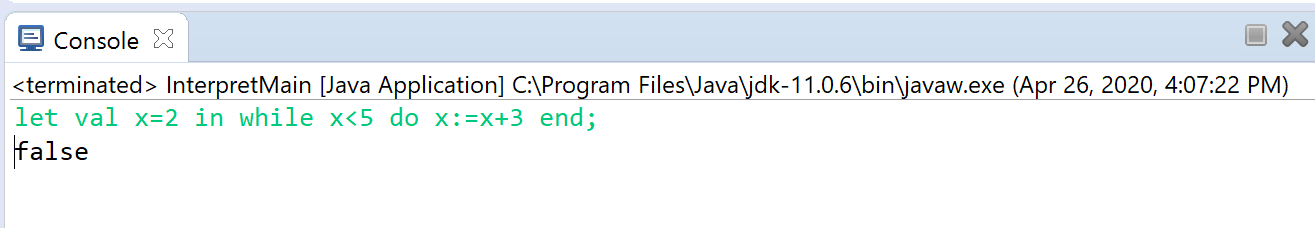 Console
<terminated> InterpretMain [Java Application] C:\Program Files\Java\jdk-11.0.6\bin\javaw.exe (Apr 26, 2020, 4:07:22 PM)
let val x=2 in while x<5 do x:=x+3 end;
false